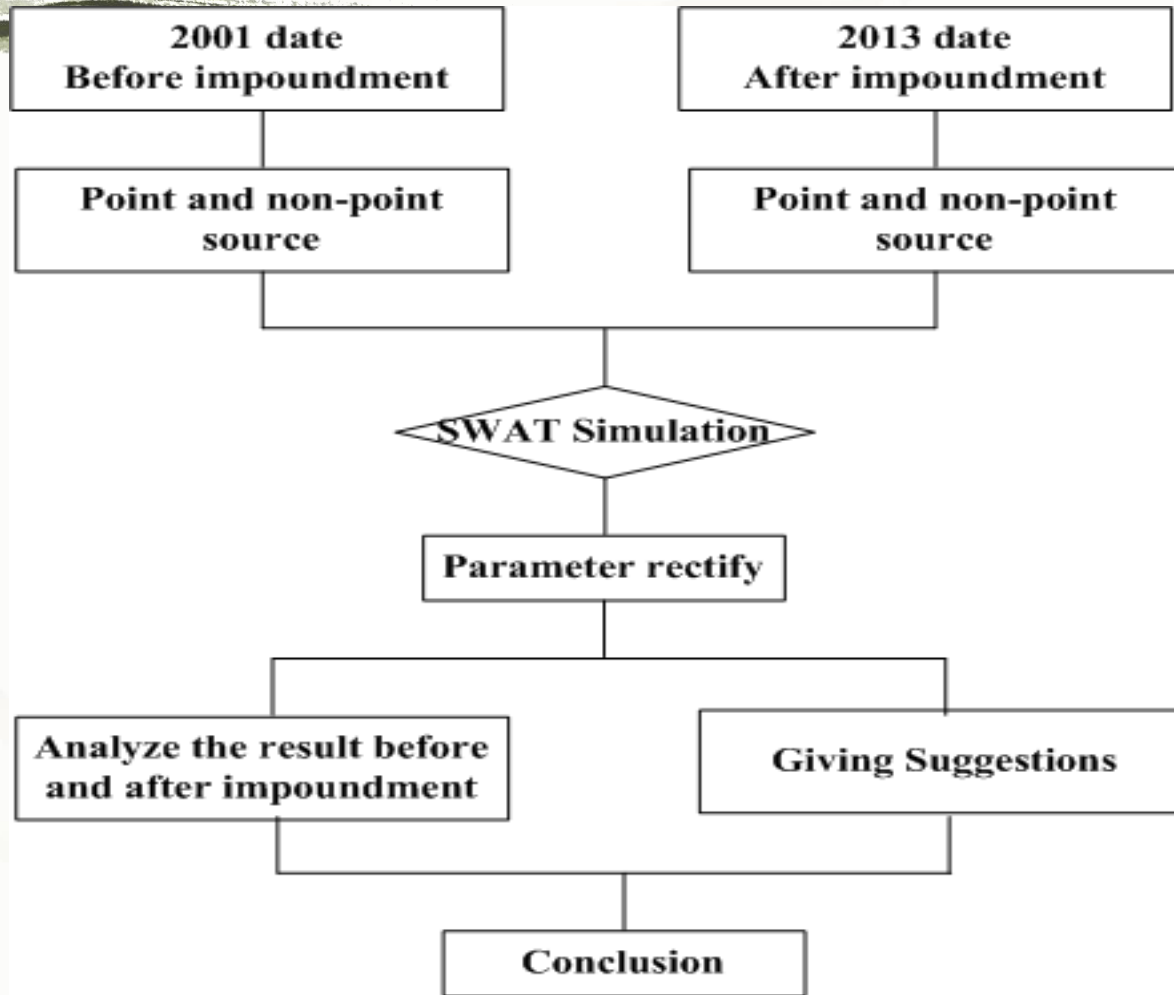 2001 date
Before impoundment
2013 date
After impoundment
Point and non-point
source
Point and non-point
source
SWAT Simulation
Parameter rectify
Analyze the result before
and after impoundment
Giving Suggestions
Conclusion